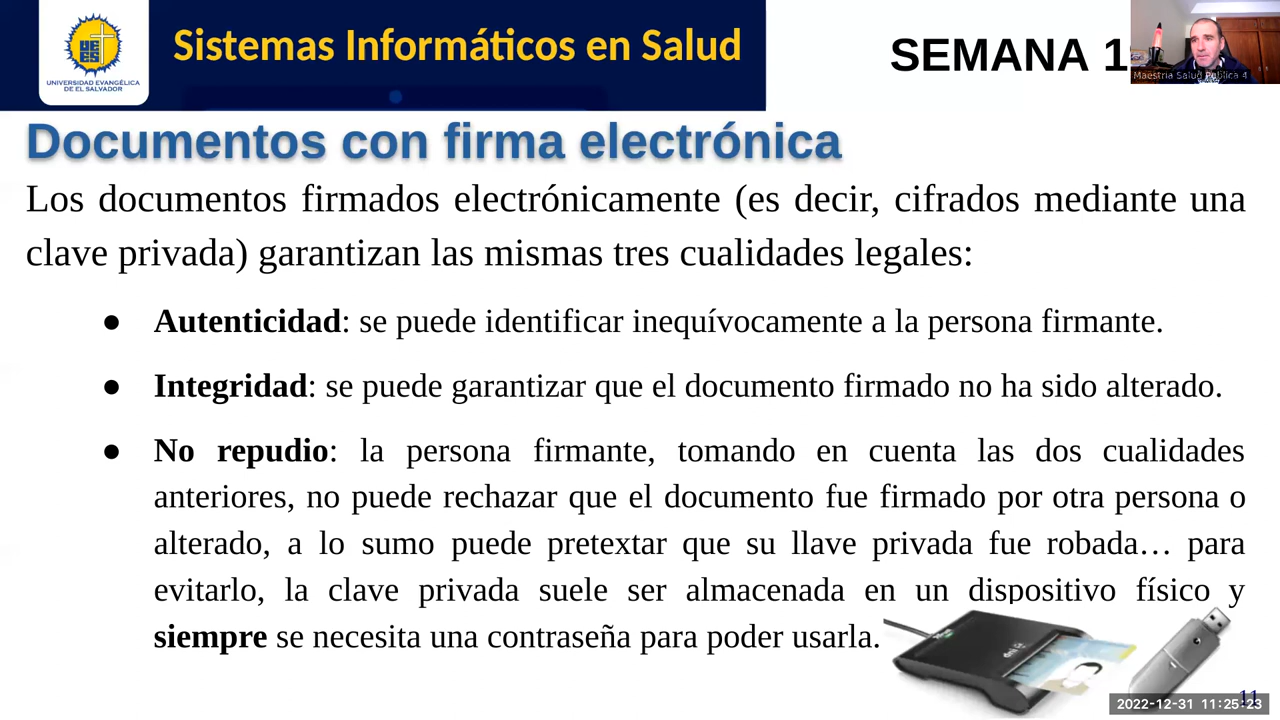 UNIVERSIDAD EVANGÉLICA
DE EL SALVADOR
Sistemas Informáticos en Salud
SEMANA 1
Maestría Salud Pública 4
Documentos con firma electrónica
Los documentos firmados electrónicamente (es decir, cifrados mediante una
clave privada) garantizan las mismas tres cualidades legales:
● Autenticidad: se puede identificar inequívocamente a la persona firmante.
● Integridad: se puede garantizar que el documento firmado no ha sido alterado.
● No repudio: la persona firmante, tomando en cuenta las dos cualidades
anteriores, no puede rechazar que el documento fue firmado por otra persona o
alterado, a lo sumo puede pretextar que su llave privada fue robada… para
evitarlo, la clave privada suele ser almacenada en un dispositivo físico y
siempre se necesita una contraseña para poder usarla.
11
2022-12-31 11:25:23